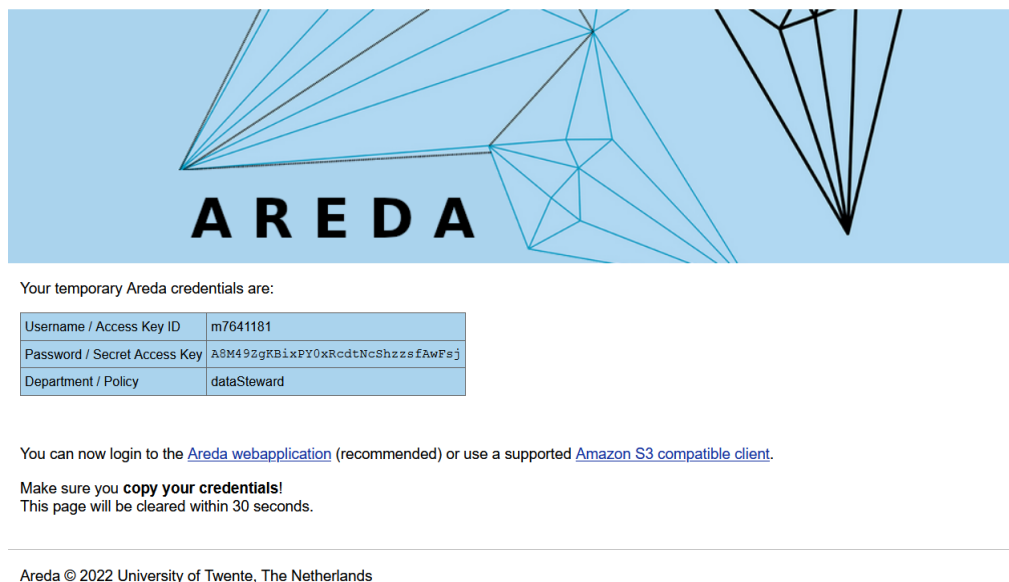 AREDA
Your temporary Areda credentials are:
Username / Access Key ID m7641181
Password / Secret Access Key A8M49ZgKBixPY0xRcdtNcShzzsfAwFsj
Department / Policy dataSteward
You can now login to the Areda webapplication (recommended) or use a supported Amazon S3 compatible client.
Make sure you copy your credentials!
This page will be cleared within 30 seconds.
Areda © 2022 University of Twente, The Netherlands